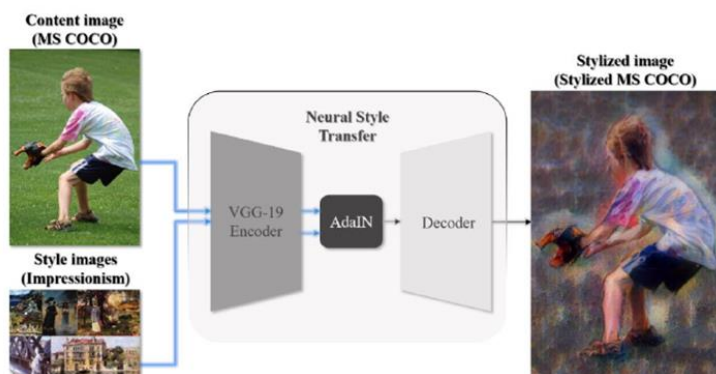 Content image
(MS COCO)
Stylized image
(Stylized MS COCO)
Neural Style
Transfer
VGG-19
Encoder
AdaIN
Decoder
Style images
(Impressionism)